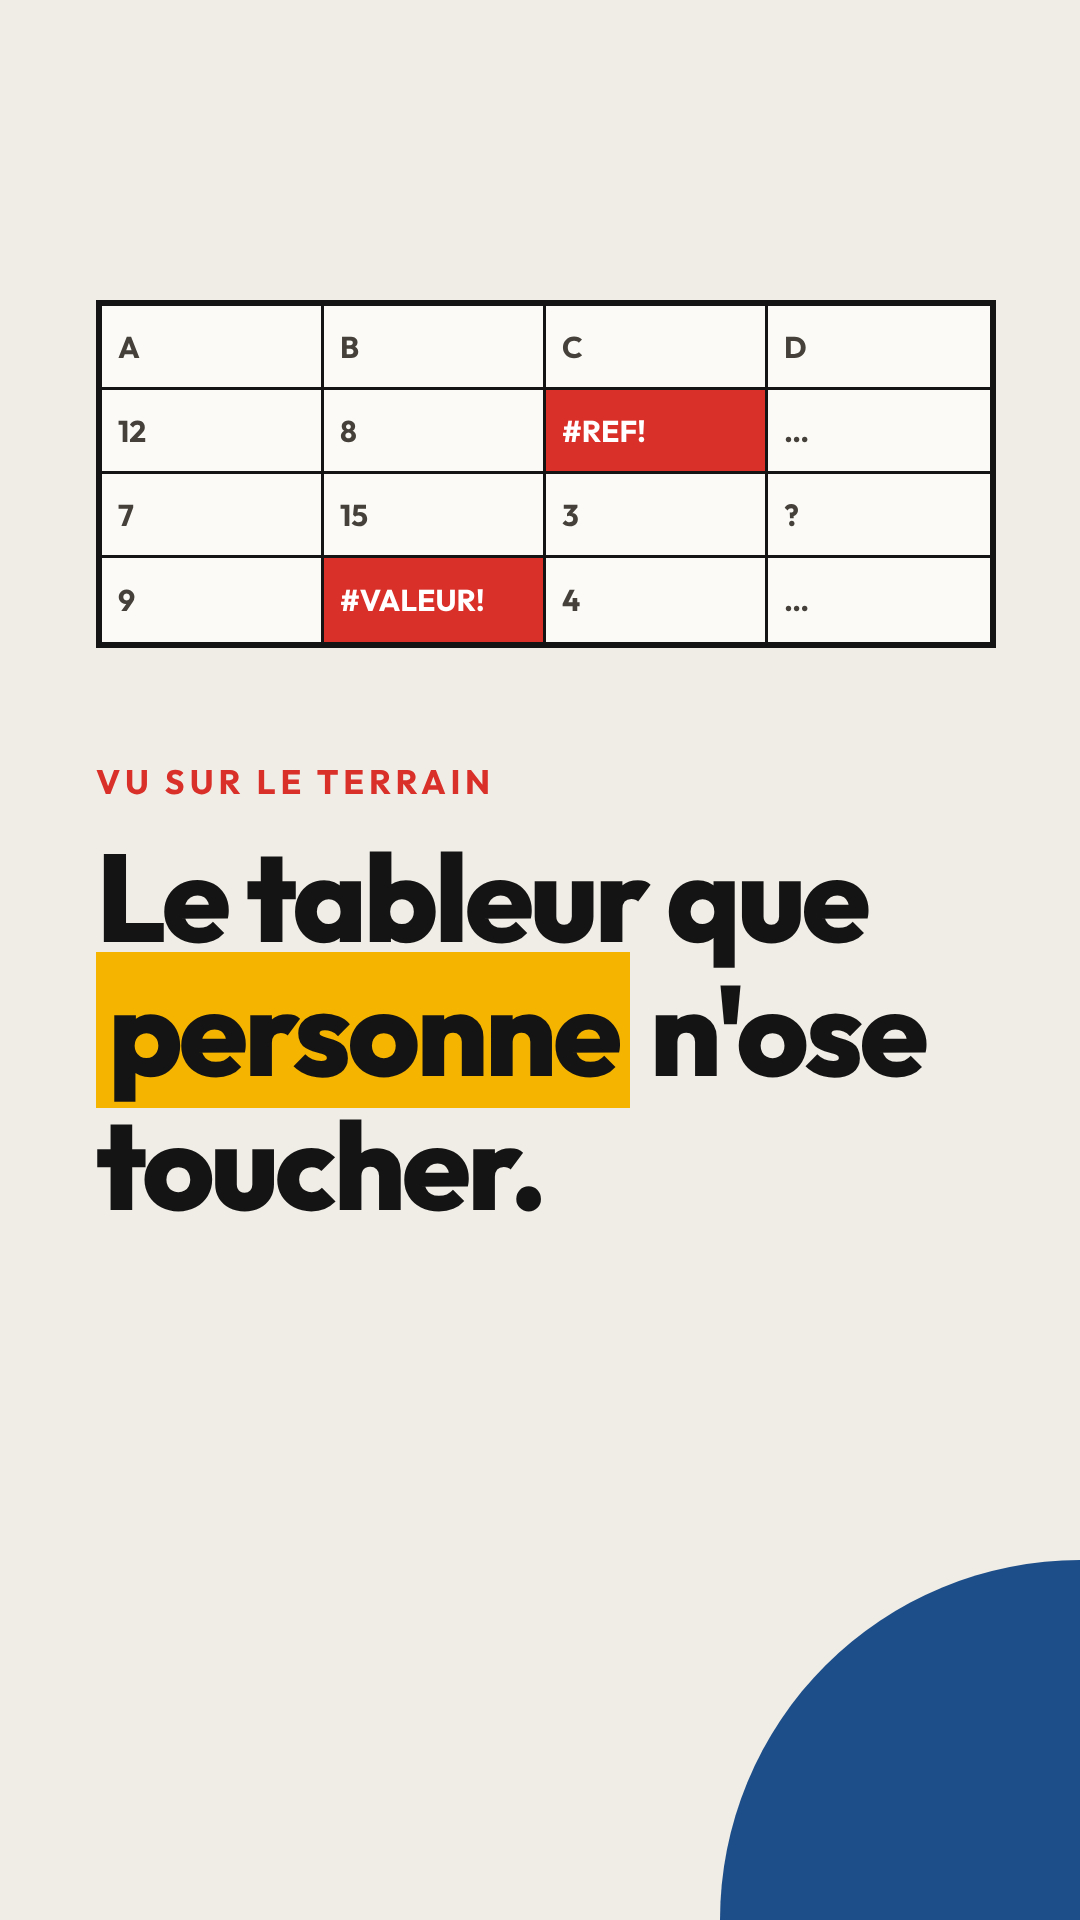 A B C D
12 8 #REF! ...
7 15 3 ?
9 #VALEUR! 4 ...
VU SUR LE TERRAIN
Le tableur que
personne n'ose
toucher.